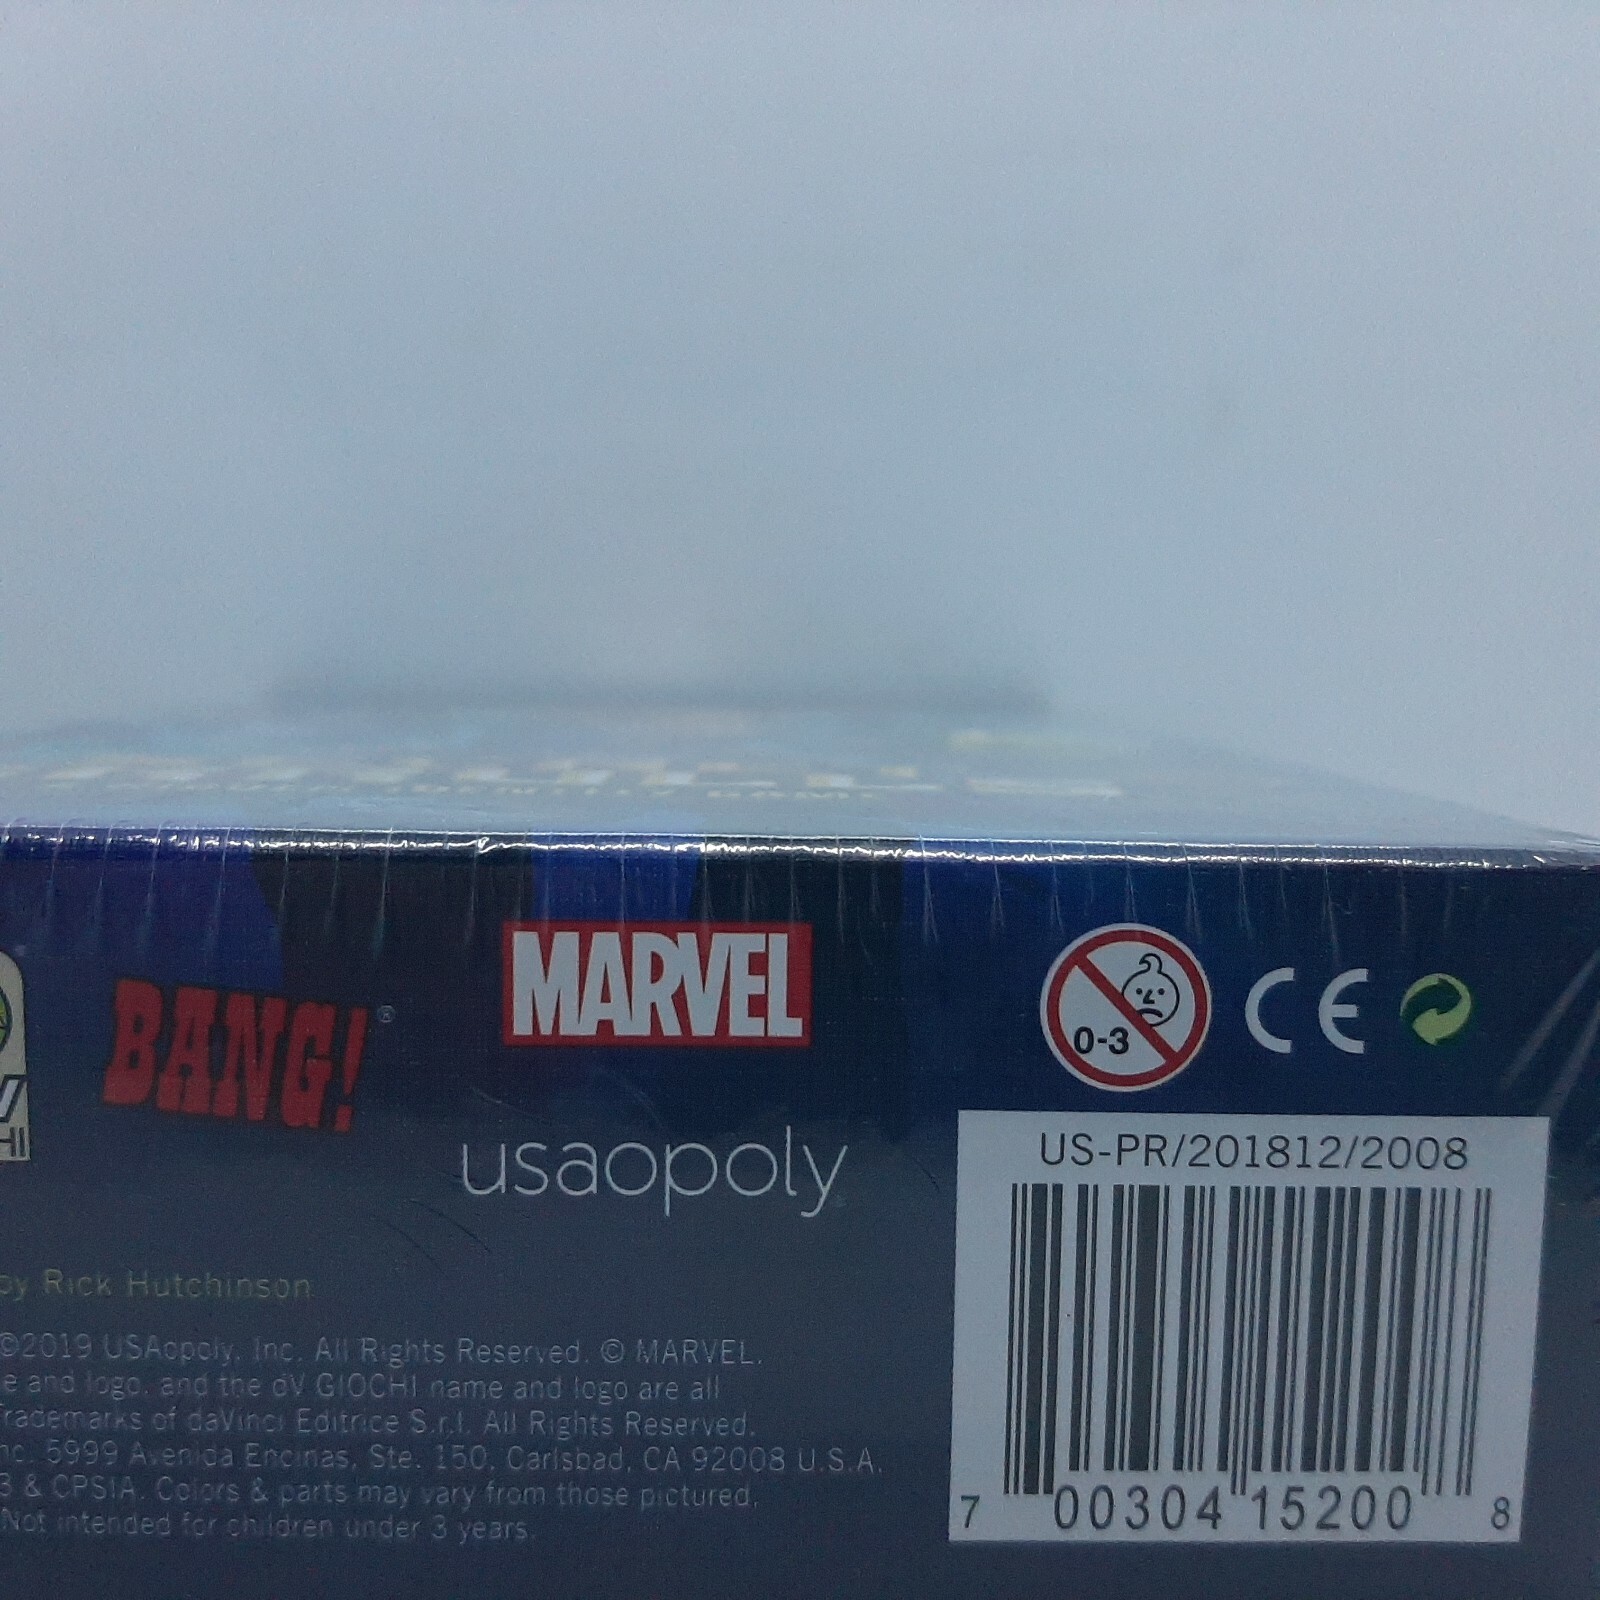 BANG! ®
MARVEL
usaopoly
HI
0-3
CE
US-PR/201812/2008
7 00304 15200 8
by Rick Hutchinson
©2019 USAopoly, Inc. All Rights Reserved. © MARVEL.
e and logo, and the dV GIOCHI name and logo are all
Trademarks of daVinci Editrice S.r.l. All Rights Reserved.
nc. 5999 Avenida Encinas, Ste. 150, Carlsbad, CA 92008 U.S.A.
3 & CPSIA. Colors & parts may vary from those pictured.
Not intended for children under 3 years.